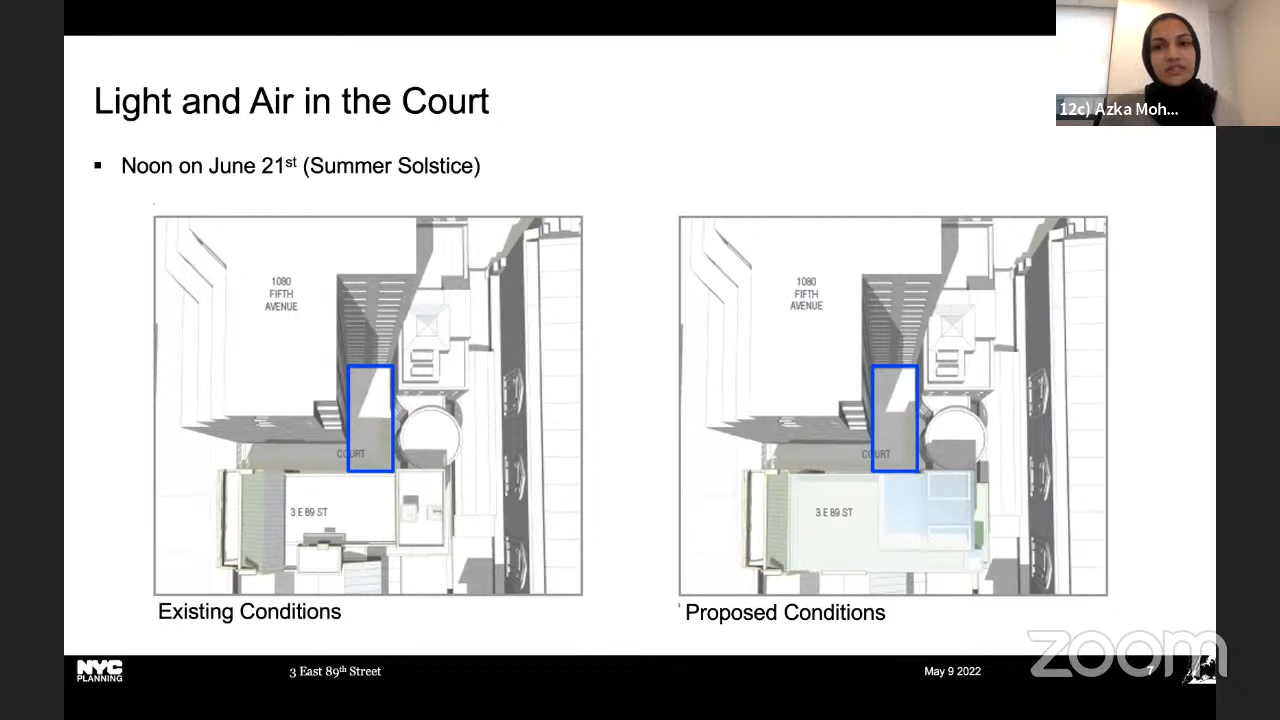 12c) Azka Moh...
Light and Air in the Court
▪ Noon on June 21st (Summer Solstice)
1080
FIFTH
AVENUE
COURT
3 E 89 ST
Existing Conditions
1080
FIFTH
AVENUE
COURT
3 E 89 ST
Proposed Conditions
NYC
PLANNING
3 East 89th Street
May 9 2022
7
zoom